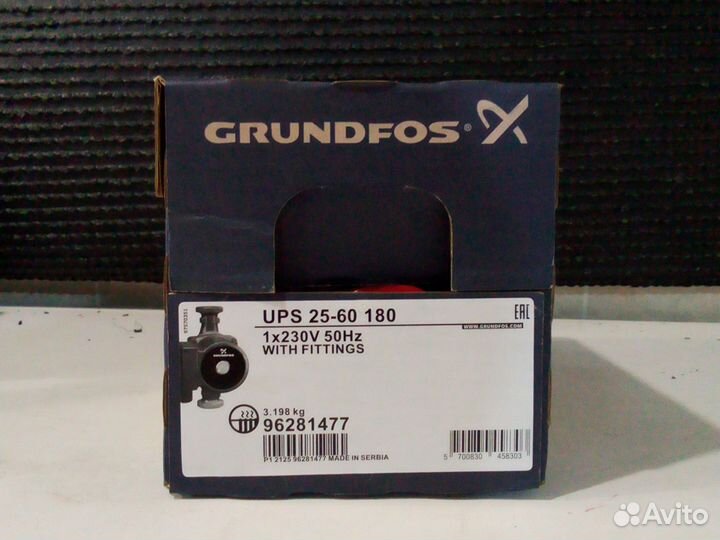 GRUNDFOS®
UPS 25-60 180
1x230V 50Hz
WITH FITTINGS
EAC
WWW.GRUNDFOS.COM
GRUNDFOS
3.198 kg
96281477
P1 2125 96281477 MADE IN SERBIA
5 700830 458303
Avito